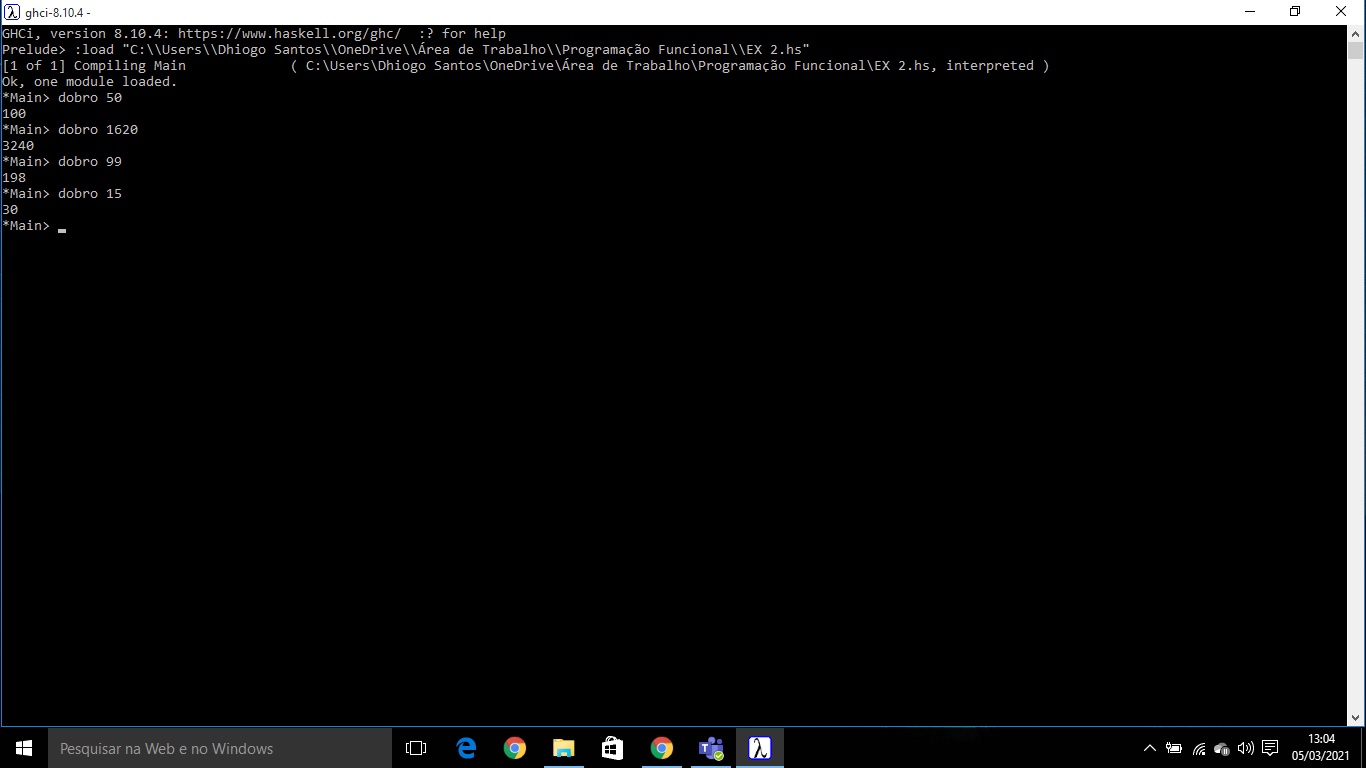 ghci-8.10.4 -
GHCi, version 8.10.4: https://www.haskell.org/ghc/  :? for help
Prelude> :load "C:\\Users\\Dhiogo Santos\\OneDrive\\Área de Trabalho\\Programação Funcional\\EX 2.hs"
[1 of 1] Compiling Main             ( C:\Users\Dhiogo Santos\OneDrive\Área de Trabalho\Programação Funcional\EX 2.hs, interpreted )
Ok, one module loaded.
*Main> dobro 50
100
*Main> dobro 1620
3240
*Main> dobro 99
198
*Main> dobro 15
30
*Main>
Pesquisar na Web e no Windows
13:04
05/03/2021